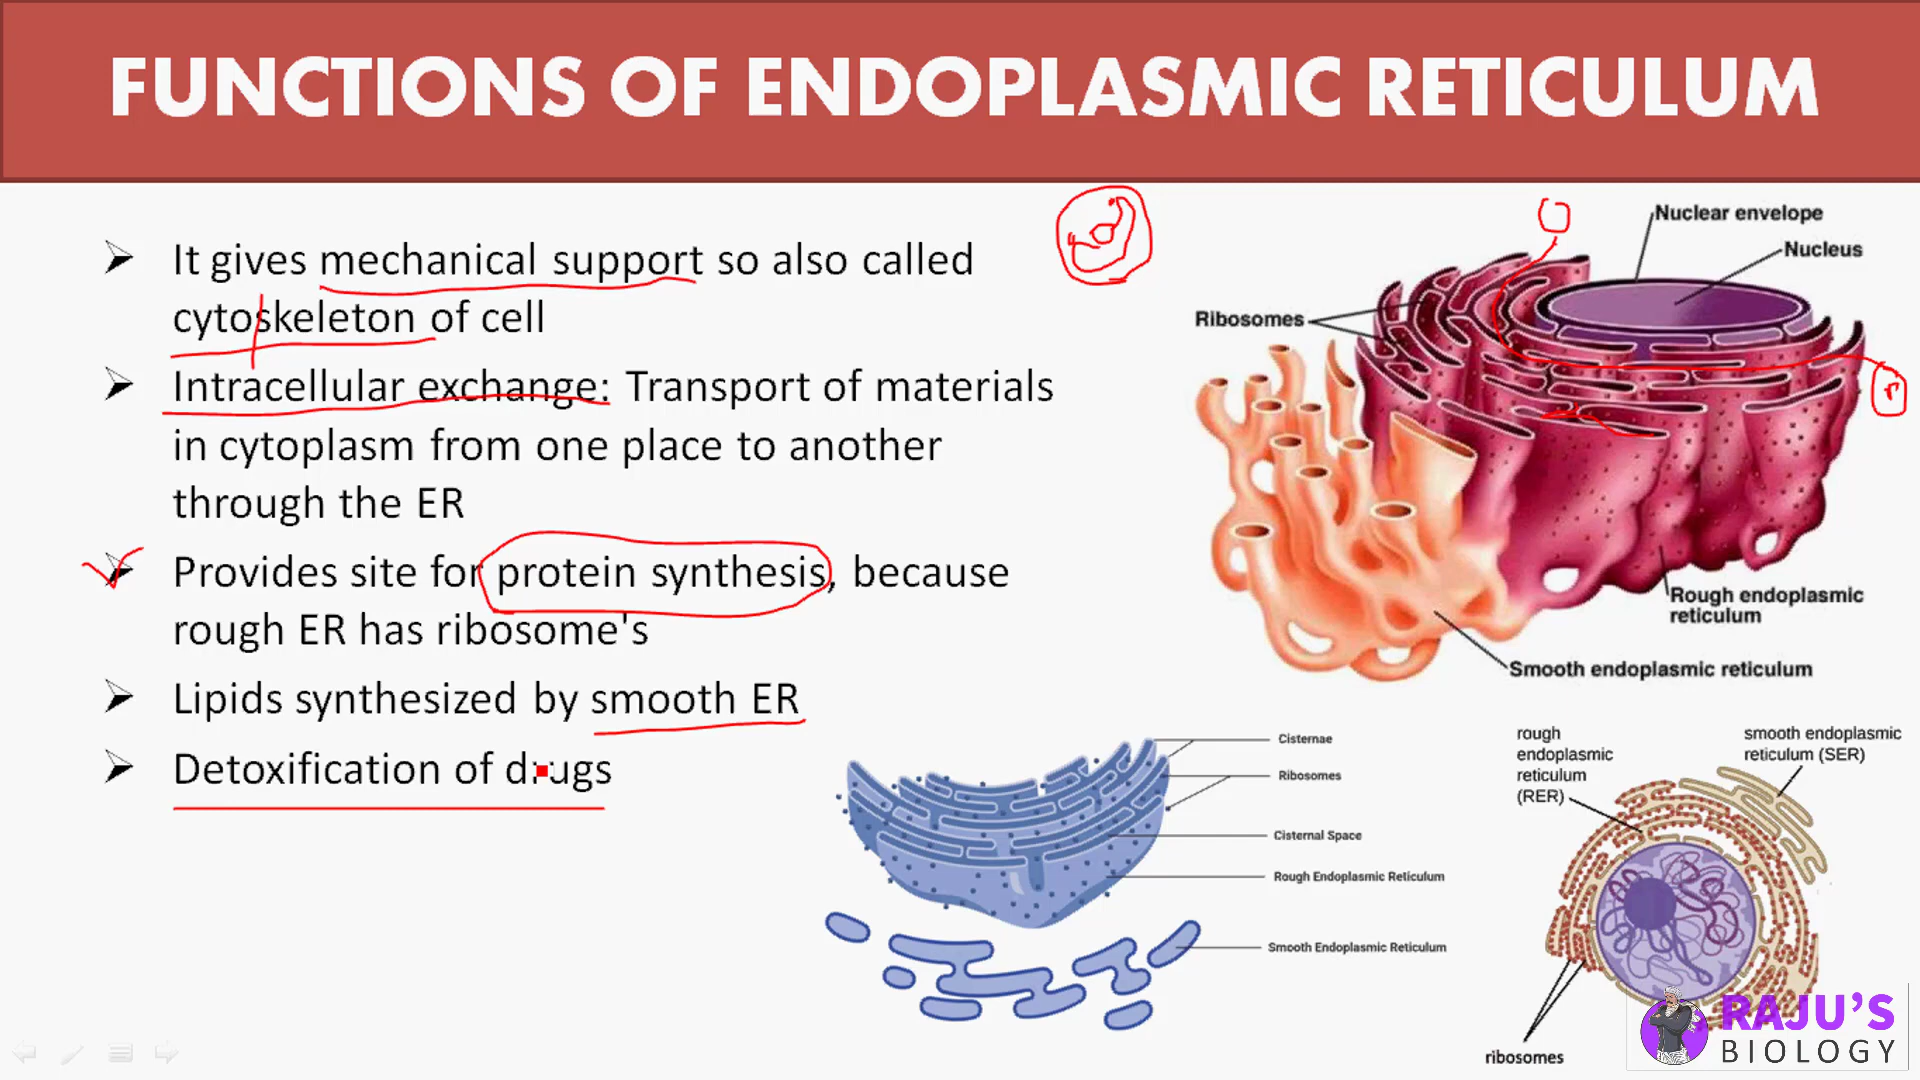 FUNCTIONS OF ENDOPLASMIC RETICULUM
➢ It gives mechanical support so also called
cytoskeleton of cell
➢ Intracellular exchange: Transport of materials
in cytoplasm from one place to another
through the ER
➢ Provides site for protein synthesis, because
rough ER has ribosome's
➢ Lipids synthesized by smooth ER
➢ Detoxification of drugs
Nuclear envelope
Nucleus
Ribosomes
Rough endoplasmic
reticulum
Smooth endoplasmic reticulum
Cisternae
Ribosomes
Cisternal Space
Rough Endoplasmic Reticulum
Smooth Endoplasmic Reticulum
rough
endoplasmic
reticulum
(RER)
smooth endoplasmic
reticulum (SER)
ribosomes
RAJU'S
BIOLOGY